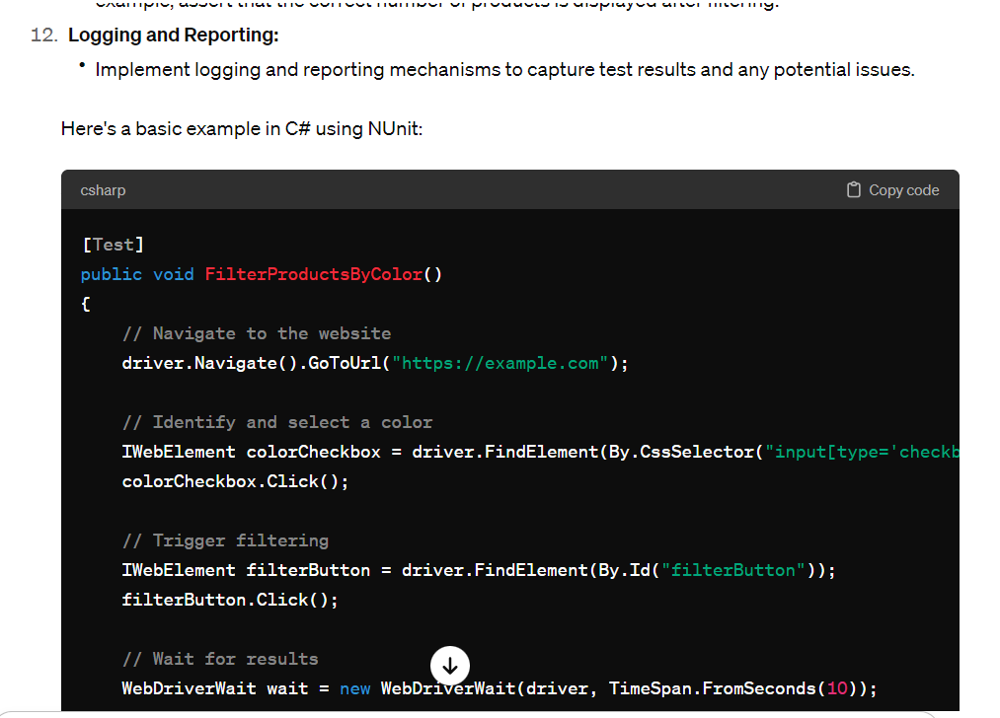 example, assert that the correct number of products is displayed after filtering.
12. Logging and Reporting:
• Implement logging and reporting mechanisms to capture test results and any potential issues.
Here's a basic example in C# using NUnit:
csharp
Copy code
[Test]
public void FilterProductsByColor()
{
// Navigate to the website
driver.Navigate().GoToUrl("https://example.com");
// Identify and select a color
IWebElement colorCheckbox = driver.FindElement(By.CssSelector("input[type='checkb
colorCheckbox.Click();
// Trigger filtering
IWebElement filterButton = driver.FindElement(By.Id("filterButton"));
filterButton.Click();
// Wait for results
WebDriverWait wait = new WebDriverWait(driver, TimeSpan.FromSeconds(10));